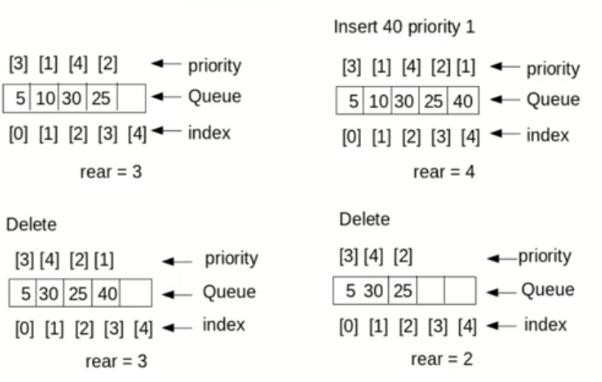 [3] [1] [4] [2] priority
5 10 30 25 Queue
[0] [1] [2] [3] [4] index
rear = 3
Insert 40 priority 1
[3] [1] [4] [2] [1] priority
5 10 30 25 40 Queue
[0] [1] [2] [3] [4] index
rear = 4
Delete
[3] [4] [2] [1] priority
5 30 25 40 Queue
[0] [1] [2] [3] [4] index
rear = 3
Delete
[3] [4] [2] priority
5 30 25 Queue
[0] [1] [2] [3] [4] index
rear = 2